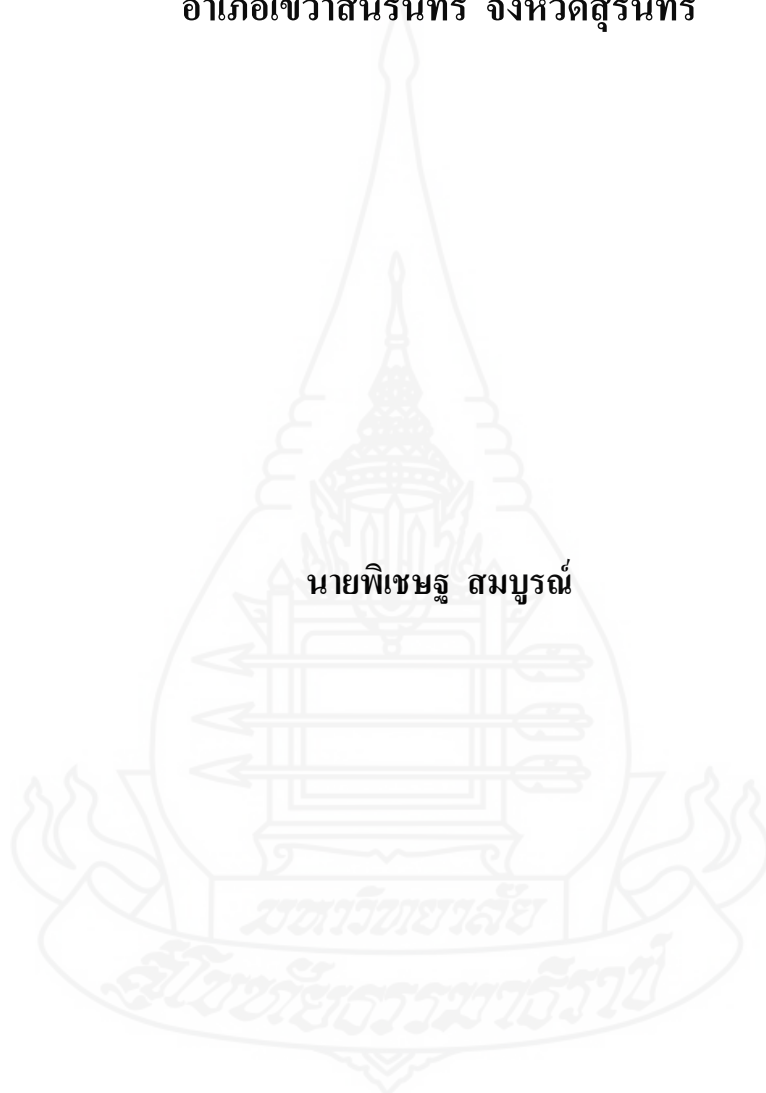 อำเภอเขวาสินรินทร์ จังหวัดสุรินทร์
นายพิเชษฐ สมบูรณ์
มหาวิทยาลัย
สุโขทัยธรรมาธิราช